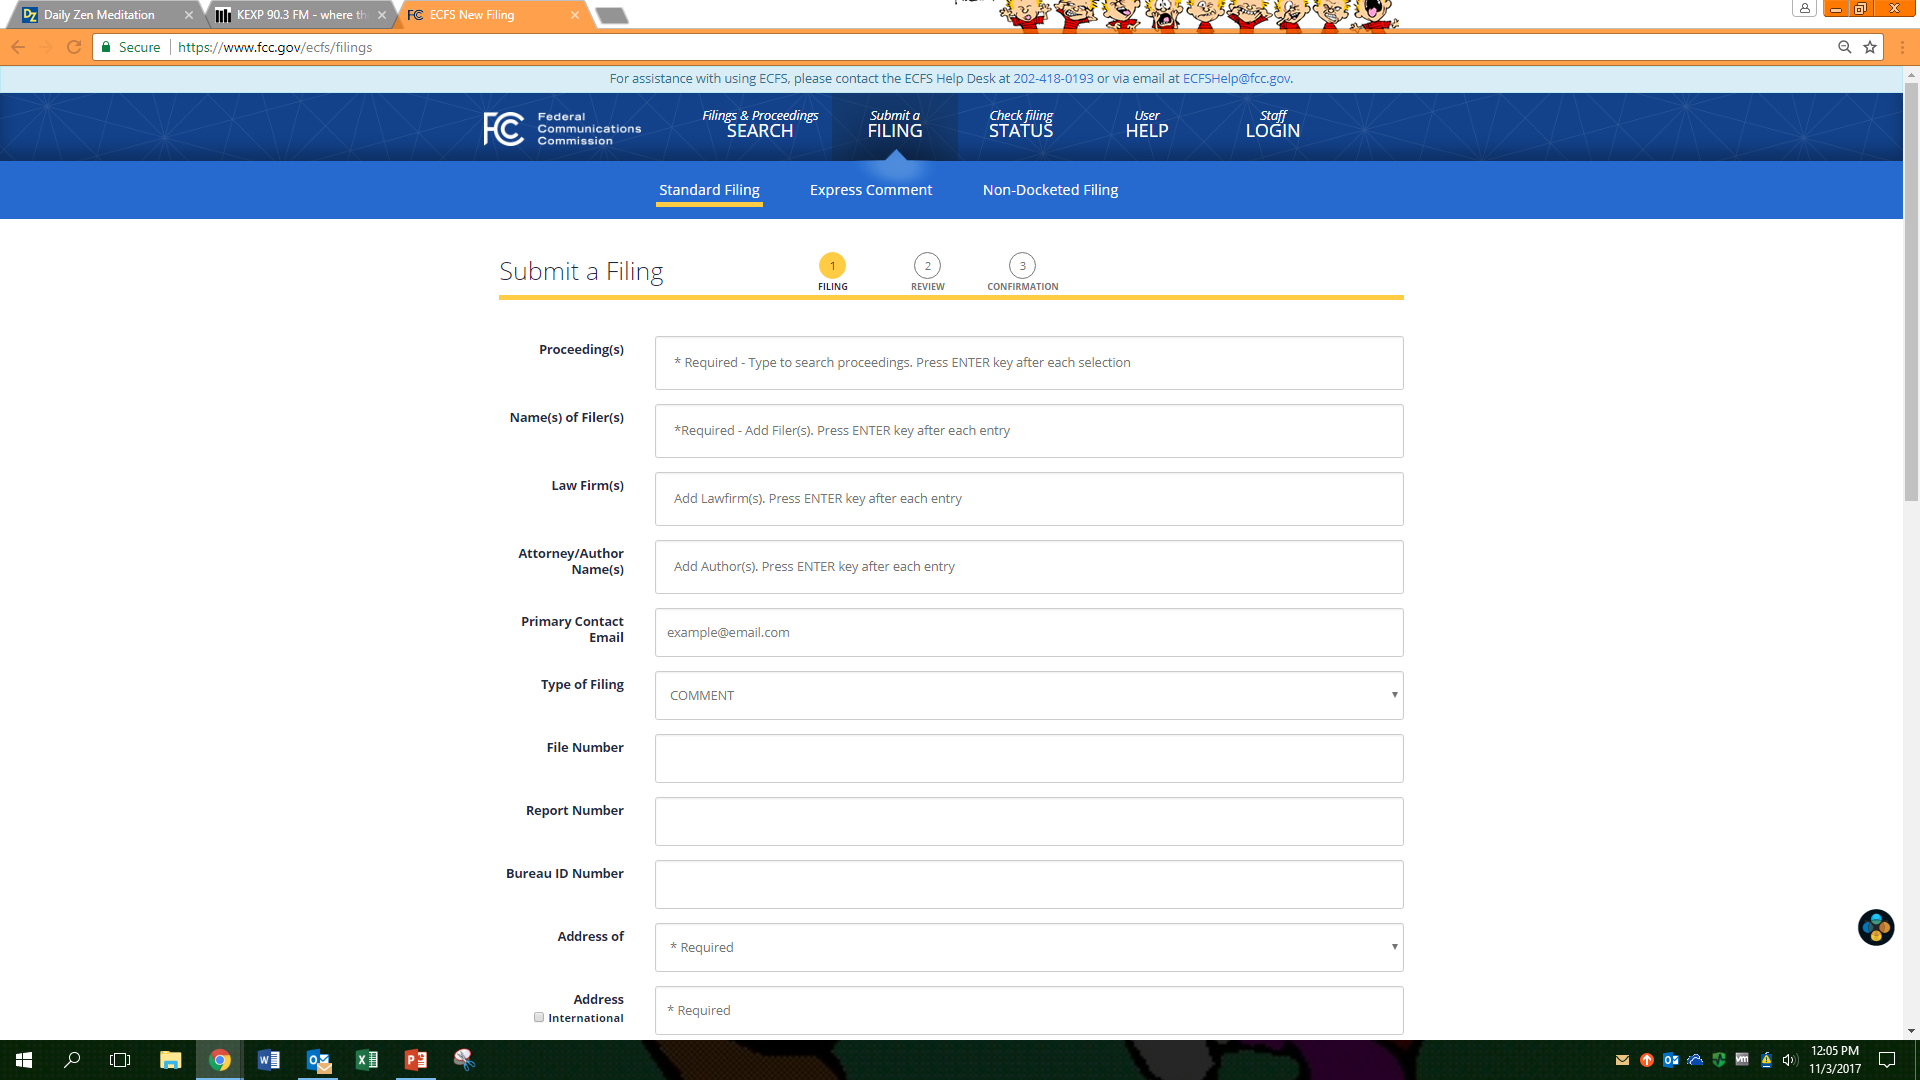 Daily Zen Meditation
KEXP 90.3 FM - where th
ECFS New Filing
Secure
https://www.fcc.gov/ecfs/filings
For assistance with using ECFS, please contact the ECFS Help Desk at 202-418-0193 or via email at ECFSHelp@fcc.gov.
FCC Federal
Communications
Commission
Filings & Proceedings
SEARCH
Submit a
FILING
Check filing
STATUS
User
HELP
Staff
LOGIN
Standard Filing
Express Comment
Non-Docketed Filing
Submit a Filing
1
FILING
2
REVIEW
3
CONFIRMATION
Proceeding(s)
* Required - Type to search proceedings. Press ENTER key after each selection
Name(s) of Filer(s)
*Required - Add Filer(s). Press ENTER key after each entry
Law Firm(s)
Add Lawfirm(s). Press ENTER key after each entry
Attorney/Author
Name(s)
Add Author(s). Press ENTER key after each entry
Primary Contact
Email
example@email.com
Type of Filing
COMMENT
File Number
Report Number
Bureau ID Number
Address of
* Required
Address
International
* Required
12:05 PM
11/3/2017